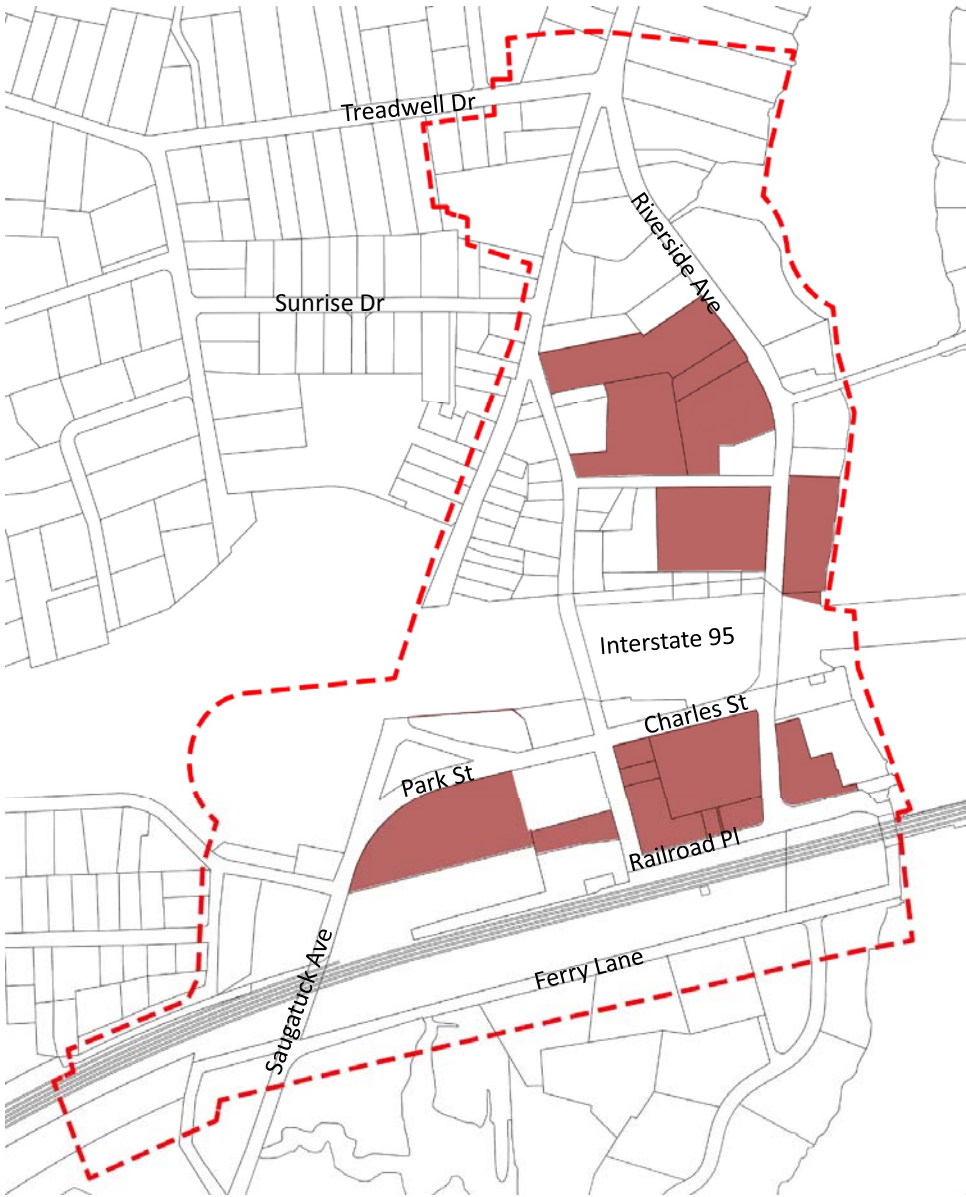 Treadwell Dr
Riverside Ave
Sunrise Dr
Interstate 95
Charles St
Park St
Railroad Pl
Ferry Lane
Saugatuck Ave